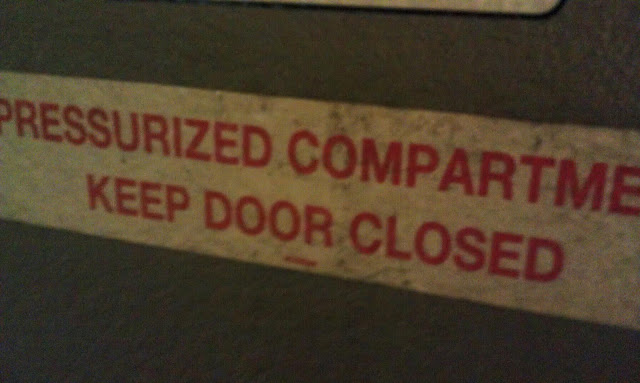 PRESSURIZED COMPARTME
KEEP DOOR CLOSED